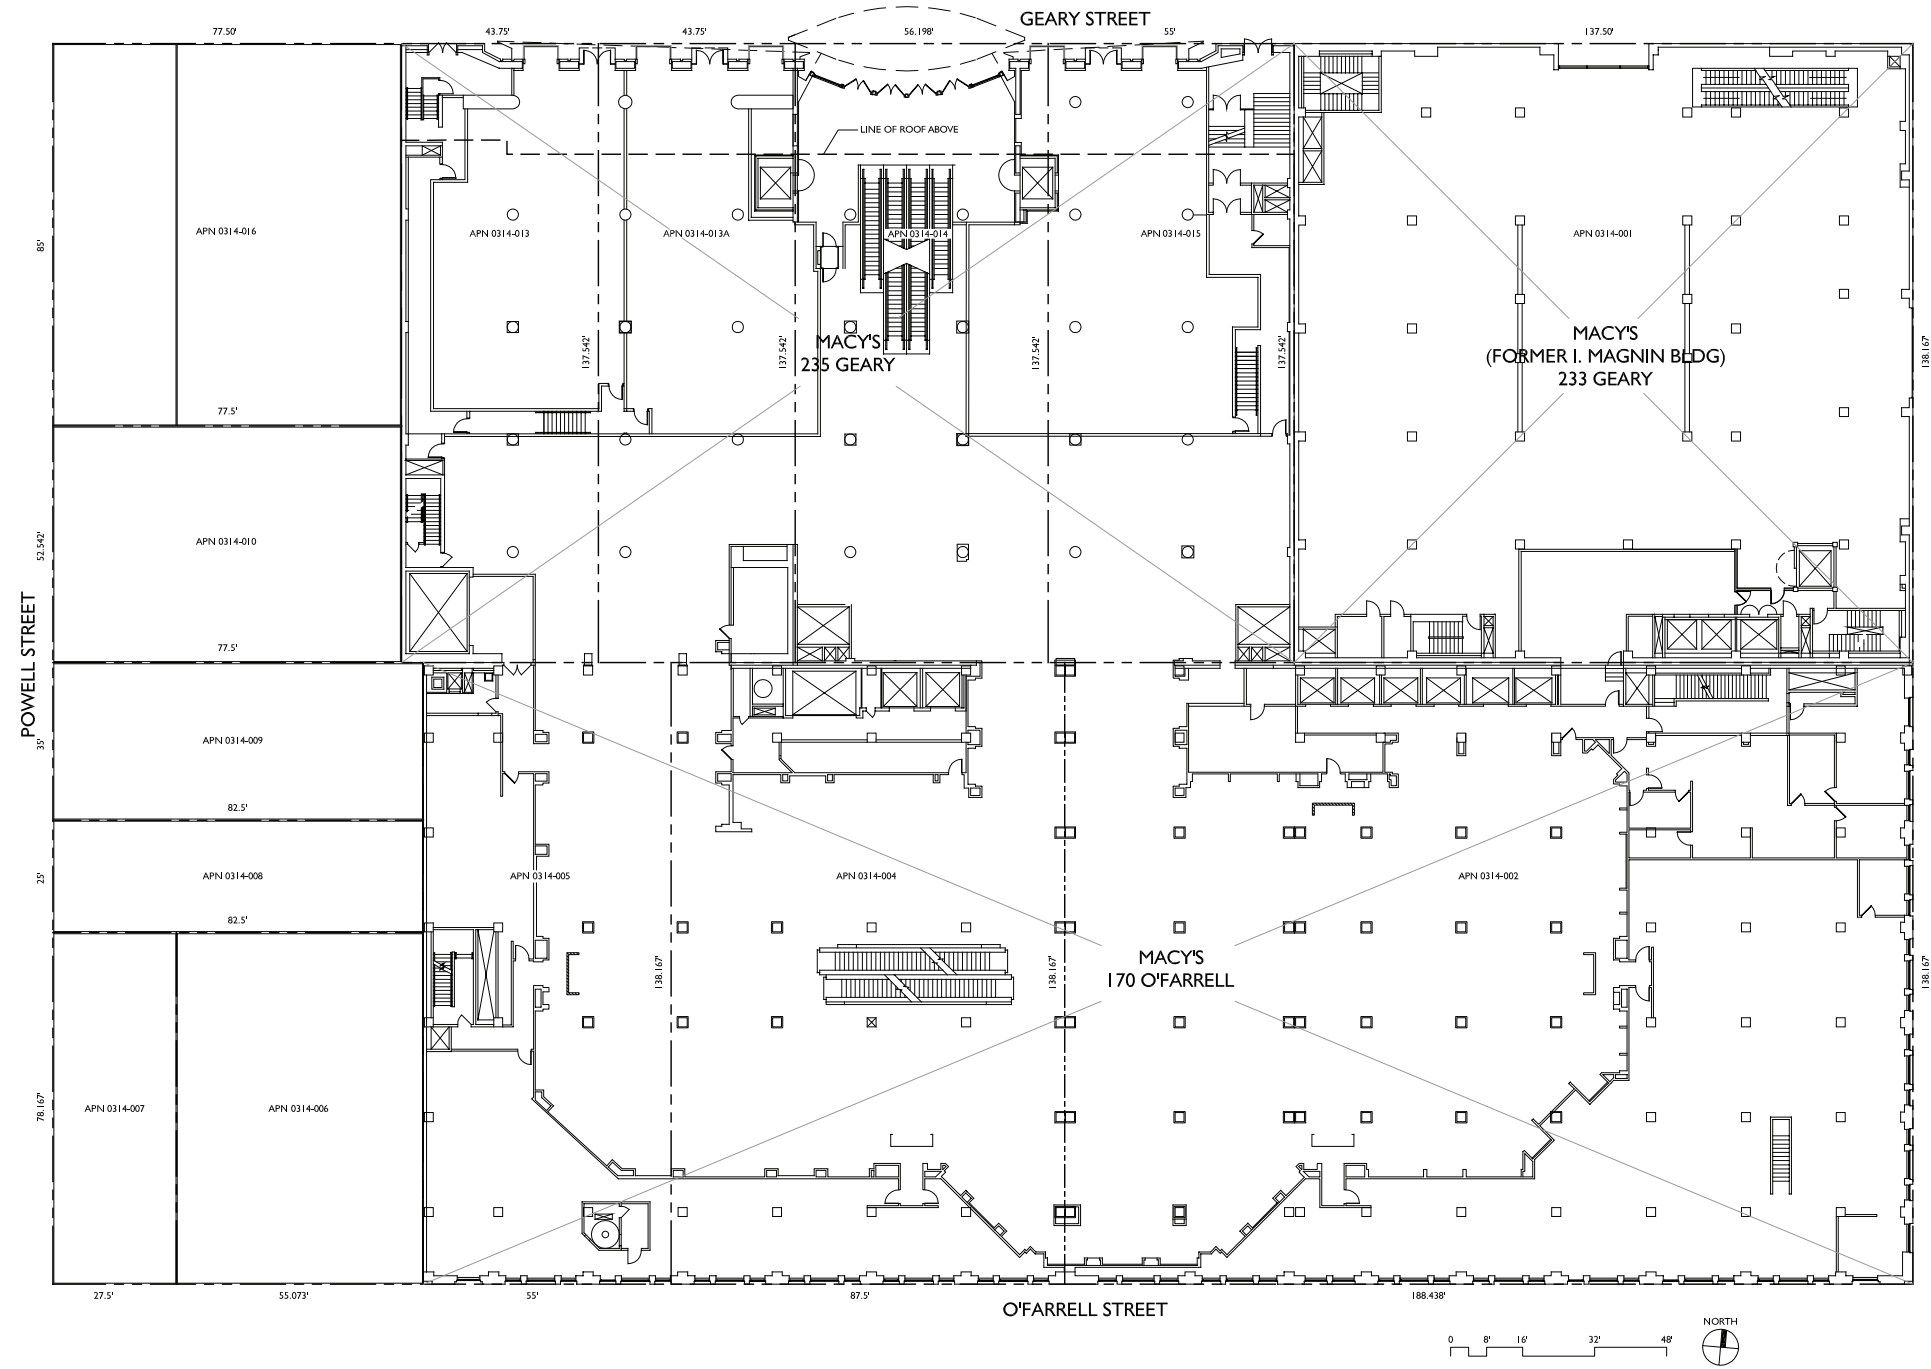 GEARY STREET
77.50'
43.75'
43.75'
56.198'
55'
137.50'
LINE OF ROOF ABOVE
APN 0314-016
APN 0314-013
APN 0314-013A
APN 0314-014
APN 0314-015
APN 0314-001
85'
137.542'
137.542'
137.542'
137.542'
138.167'
MACY'S
235 GEARY
MACY'S
(FORMER I. MAGNIN BLDG)
233 GEARY
77.5'
APN 0314-010
52.542'
77.5'
POWELL STREET
APN 0314-009
35'
82.5'
APN 0314-008
25'
82.5'
APN 0314-005
APN 0314-004
APN 0314-002
138.167'
138.167'
138.167'
MACY'S
170 O'FARRELL
78.167'
APN 0314-007
APN 0314-006
27.5'
55.073'
55'
87.5'
188.438'
O'FARRELL STREET
NORTH
0 8' 16' 32' 48'